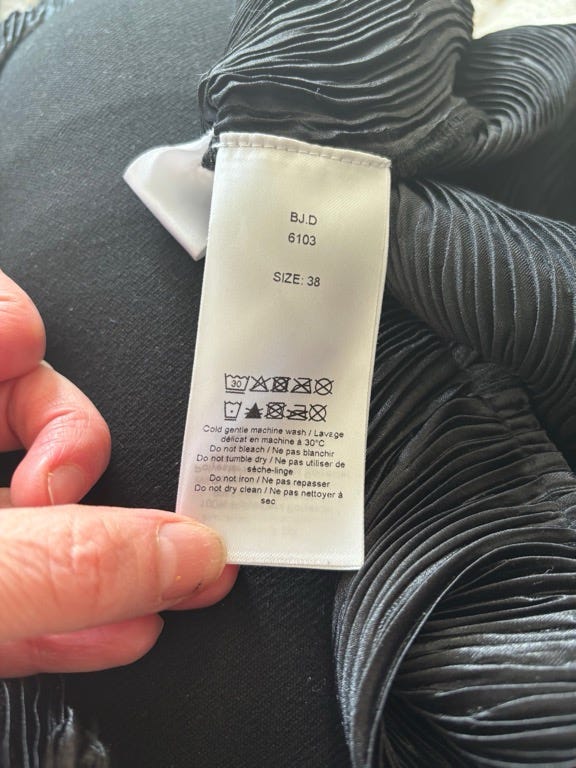 BJ.D
6103
SIZE: 38
30
Cold gentle machine wash / Lavage
délicat en machine à 30°C
Do not bleach / Ne pas blanchir
Do not tumble dry / Ne pas utiliser de
sèche-linge
Do not iron / Ne pas repasser
Do not dry clean / Ne pas nettoyer à
sec